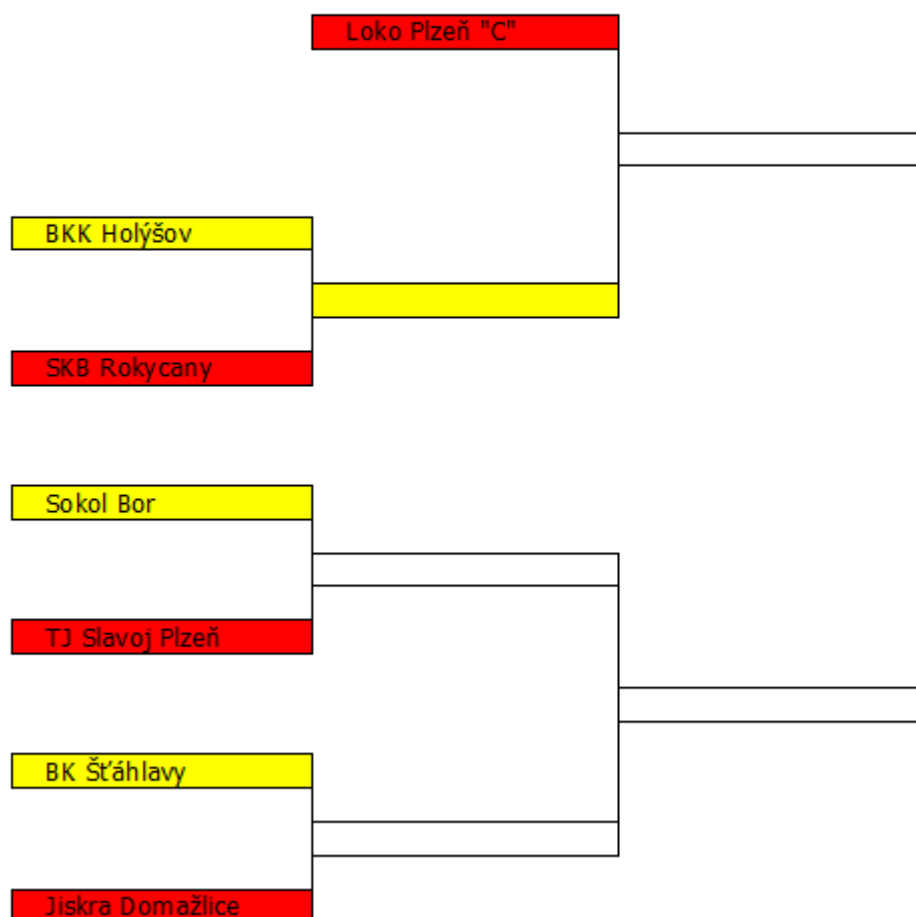 Loko Plzeň "C"
BKK Holýšov
SKB Rokycany
Sokol Bor
TJ Slavoj Plzeň
BK Šťáhlavy
Jiskra Domažlice